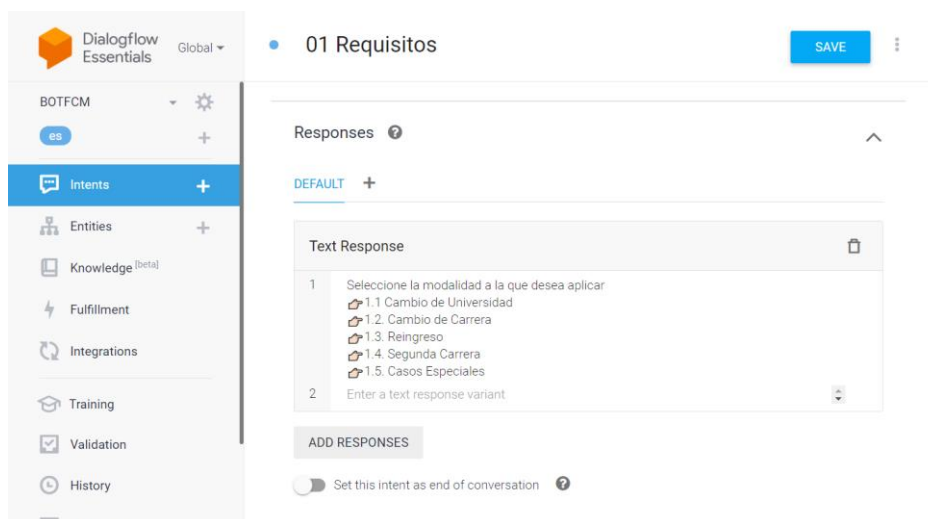 Dialogflow
Essentials
Global
01 Requisitos
SAVE
BOTFCM
es
Intents
Entities
Knowledge [beta]
Fulfillment
Integrations
Training
Validation
History
Responses
DEFAULT
Text Response
1 Seleccione la modalidad a la que desea aplicar
👉1.1 Cambio de Universidad
👉1.2. Cambio de Carrera
👉1.3. Reingreso
👉1.4. Segunda Carrera
👉1.5. Casos Especiales
2 Enter a text response variant
ADD RESPONSES
Set this intent as end of conversation